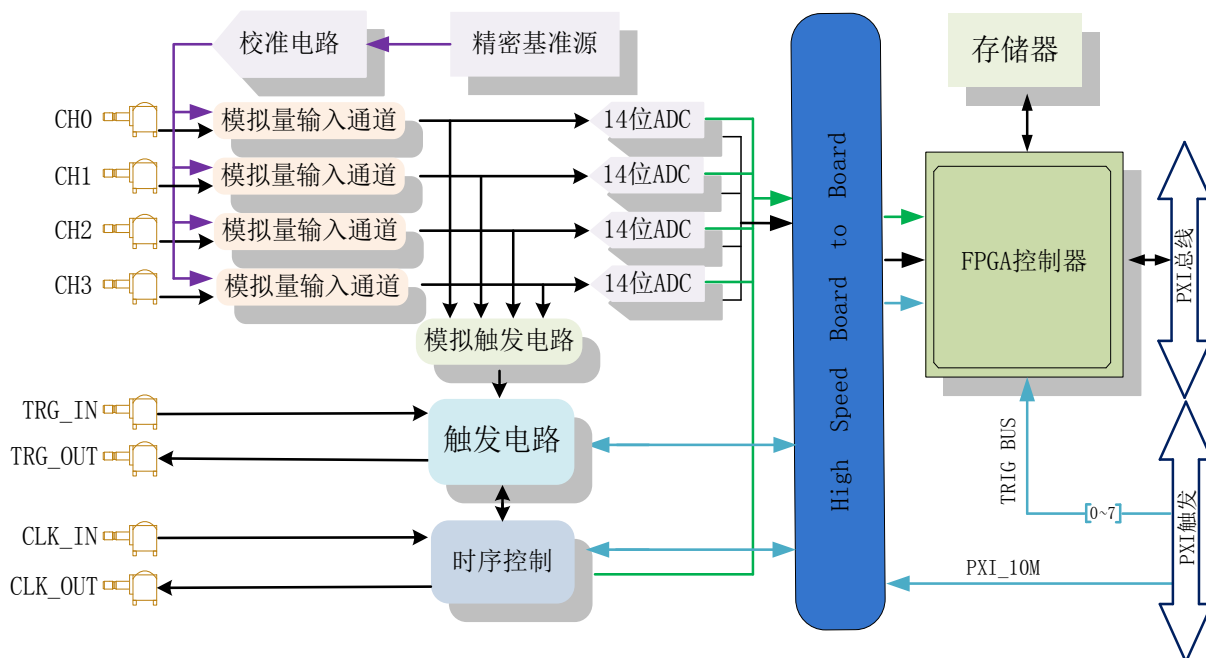 校准电路
精密基准源
存储器
CH0
模拟量输入通道
14位ADC
CH1
模拟量输入通道
14位ADC
CH2
模拟量输入通道
14位ADC
CH3
模拟量输入通道
14位ADC
High Speed Board to Board
FPGA控制器
PXI总线
模拟触发电路
TRG_IN
触发电路
TRG_OUT
TRIG BUS
[0~7]
PXI触发
CLK_IN
时序控制
CLK_OUT
PXI_10M